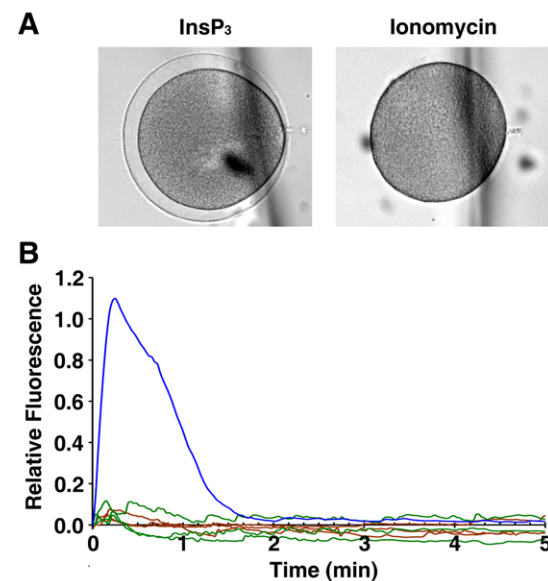 A
InsP₃
Ionomycin
B
1.2
1.0
0.8
0.6
0.4
0.2
0.0
Relative Fluorescence
0
1
2
3
4
5
Time (min)